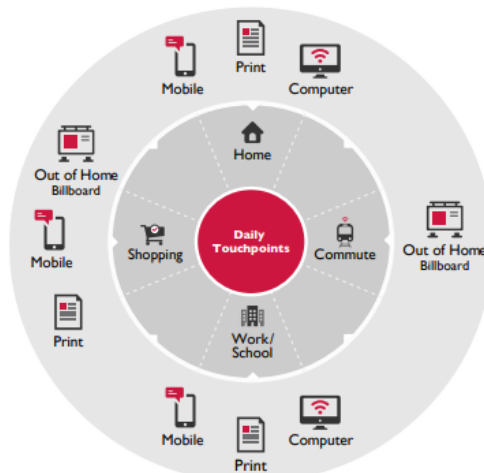 Mobile
Print
Computer
Out of Home
Billboard
Home
Mobile
Shopping
Daily
Touchpoints
Commute
Out of Home
Billboard
Print
Work/
School
Mobile
Print
Computer